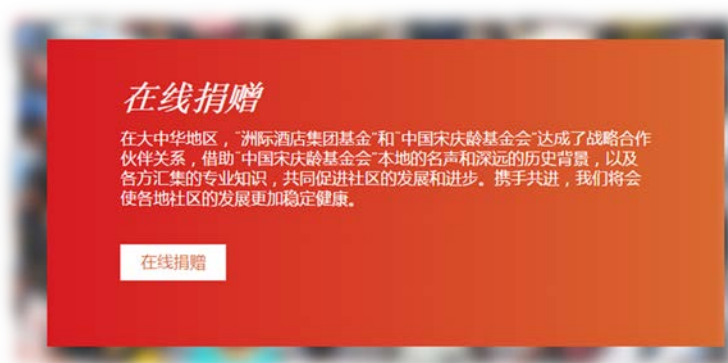 在线捐赠
在大中华地区，"洲际酒店集团基金"和"中国宋庆龄基金会"达成了战略合作
伙伴关系，借助"中国宋庆龄基金会"本地的名声和深远的历史背景，以及
各方汇集的专业知识，共同促进社区的发展和进步。携手共进，我们将会
使各地社区的发展更加稳定健康。
在线捐赠